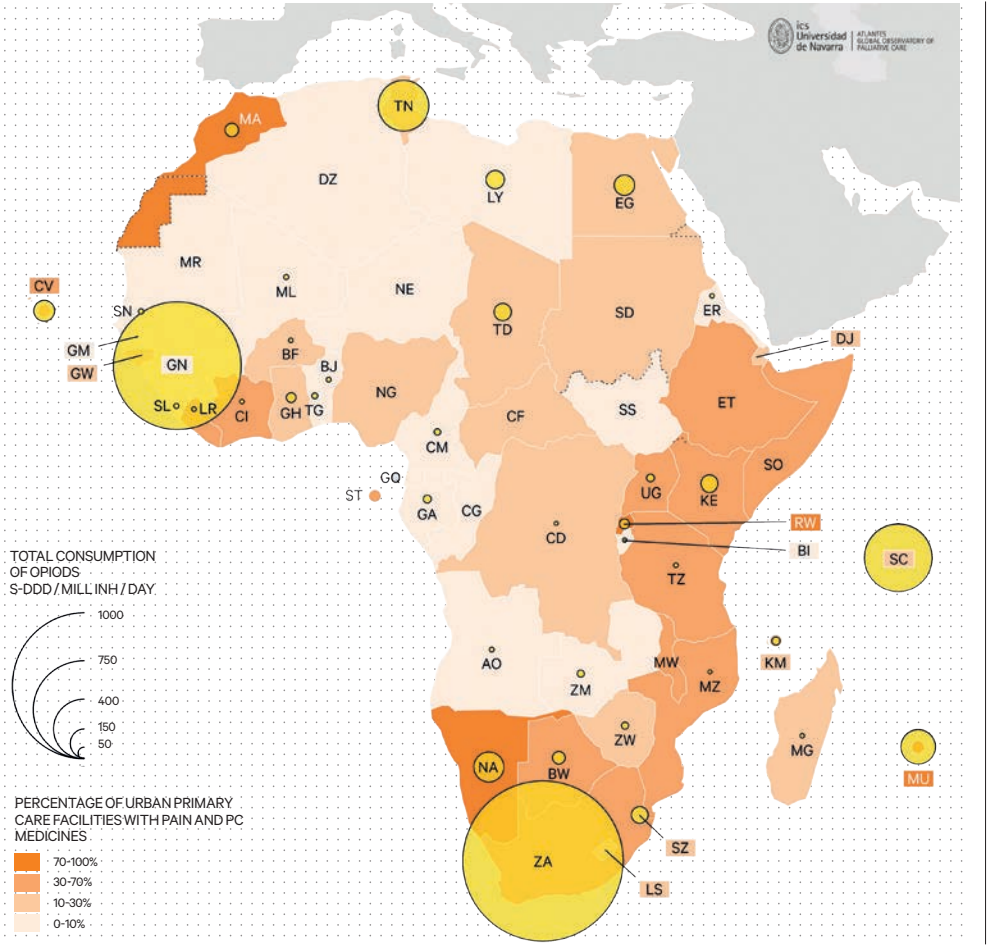 ics
Universidad
de Navarra
ATLANTES
GLOBAL OBSERVATORY OF
PALLIATIVE CARE
TN
MA
DZ
LY
EG
MR
ML
NE
CV
SN
TD
SD
ER
GM
GW
GN
BF
BJ
DJ
SL
LR
CI
GH
TG
NG
CF
SS
ET
CM
SO
GQ
ST
GA
CG
UG
KE
CD
RW
BI
SC
TZ
TOTAL CONSUMPTION
OF OPIODS
S-DDD / MILL INH / DAY
1000
750
400
150
50
AO
ZM
MW
MZ
KM
ZW
MG
NA
BW
MU
SZ
ZA
LS
PERCENTAGE OF URBAN PRIMARY
CARE FACILITIES WITH PAIN AND PC
MEDICINES
70-100%
30-70%
10-30%
0-10%